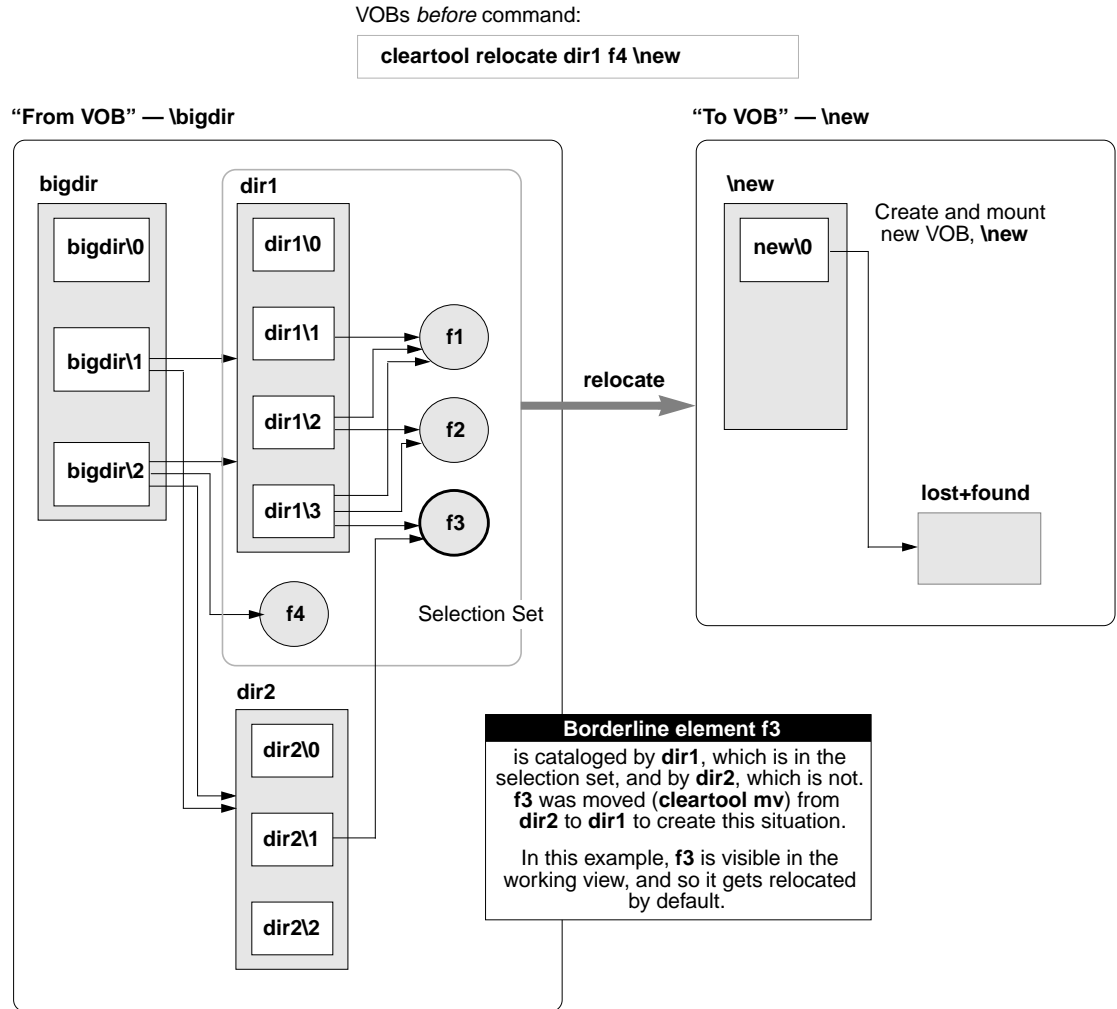 VOBs before command:
cleartool relocate dir1 f4 \new
“From VOB” — \bigdir
“To VOB” — \new
bigdir
bigdir\0
bigdir\1
bigdir\2
dir1
dir1\0
dir1\1
dir1\2
dir1\3
f1
f2
f3
f4
Selection Set
relocate
\new
new\0
Create and mount
new VOB, \new
lost+found
dir2
dir2\0
dir2\1
dir2\2
Borderline element f3
is cataloged by dir1, which is in the
selection set, and by dir2, which is not.
f3 was moved (cleartool mv) from
dir2 to dir1 to create this situation.
In this example, f3 is visible in the
working view, and so it gets relocated
by default.